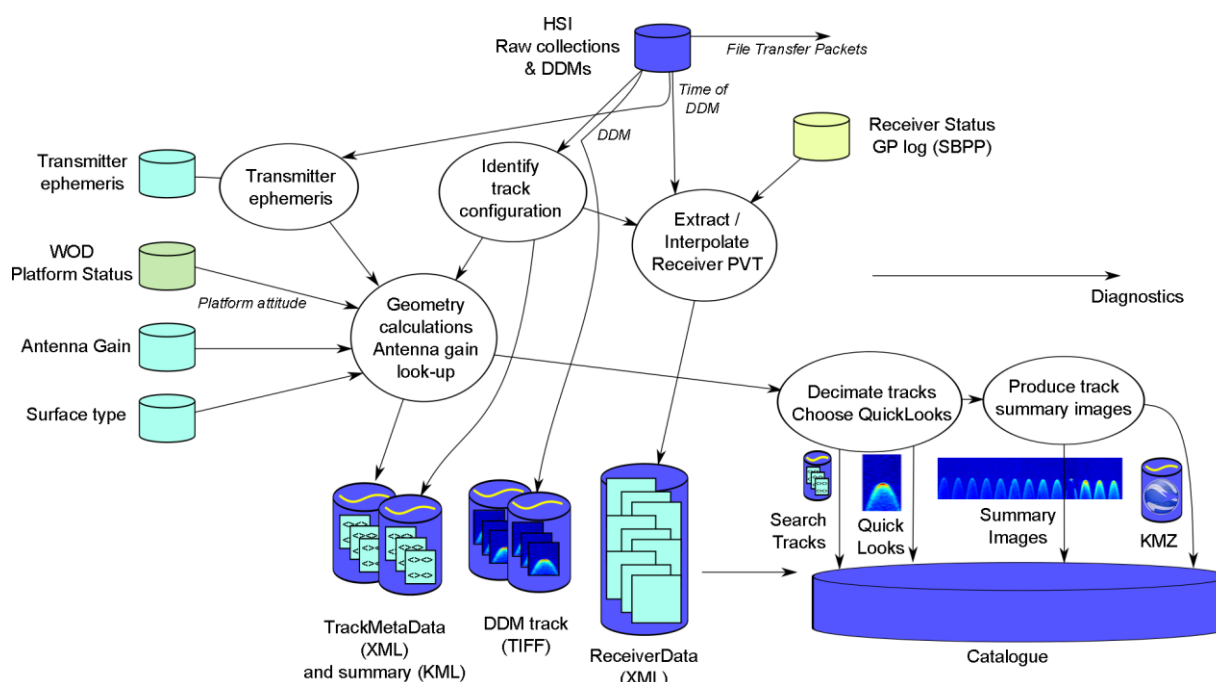 HSI
Raw collections
& DDMs
File Transfer Packets
Time of
DDM
DDM
Receiver Status
GP log (SBPP)
Transmitter
ephemeris
Transmitter
ephemeris
Identify
track
configuration
Extract /
Interpolate
Receiver PVT
WOD
Platform Status
Platform attitude
Geometry
calculations
Antenna gain
look-up
Diagnostics
Antenna Gain
Surface type
Decimate tracks
Choose QuickLooks
Produce track
summary images
Search
Tracks
Quick
Looks
Summary
Images
KMZ
TrackMetaData
(XML)
and summary (KML)
DDM track
(TIFF)
ReceiverData
(XML)
Catalogue